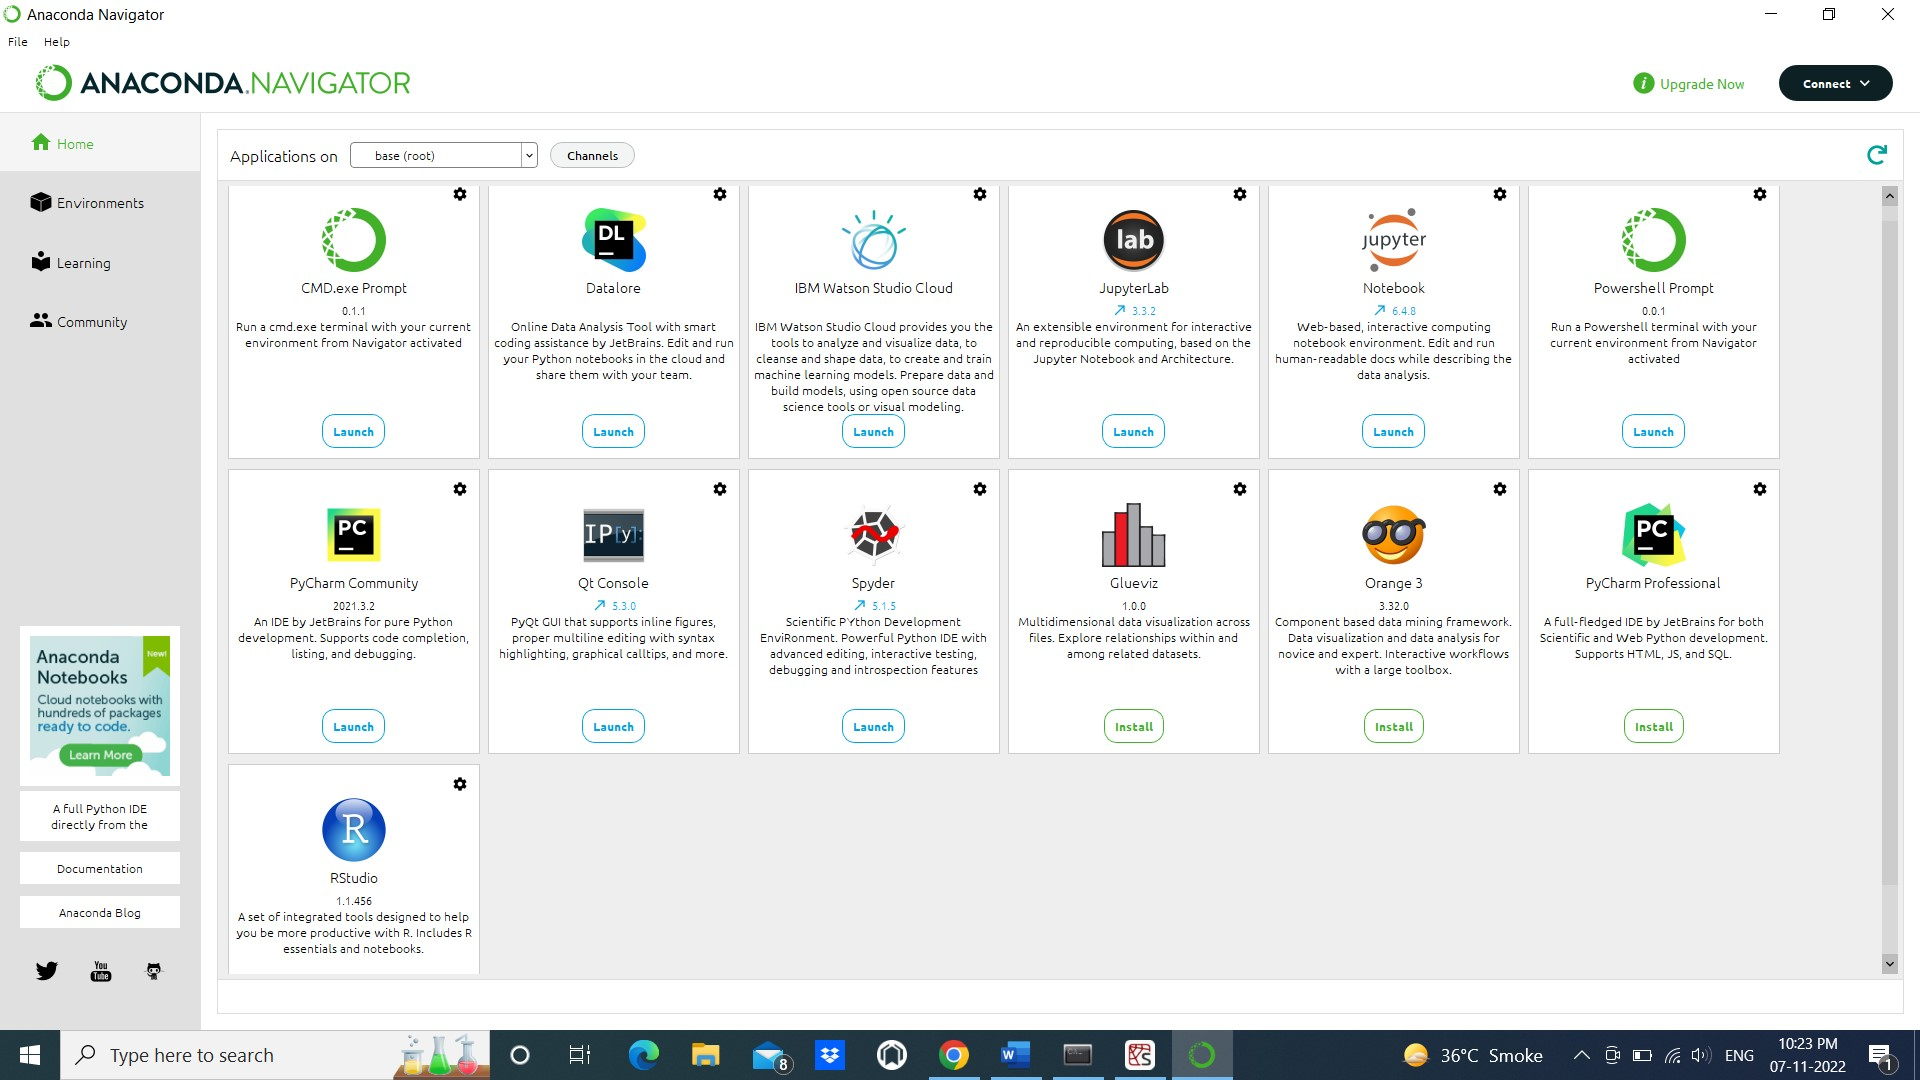 Anaconda Navigator
File Help
ANACONDA.NAVIGATOR
i Upgrade Now
Connect
Home
Environments
Learning
Community
Applications on base (root) Channels
CMD.exe Prompt
0.1.1
Run a cmd.exe terminal with your current
environment from Navigator activated
Launch
DL
Datalore
Online Data Analysis Tool with smart
coding assistance by JetBrains. Edit and run
your Python notebooks in the cloud and
share them with your team.
Launch
IBM Watson Studio Cloud
IBM Watson Studio Cloud provides you the
tools to analyze and visualize data, to
cleanse and shape data, to create and train
machine learning models. Prepare data and
build models, using open source data
science tools or visual modeling.
Launch
lab
JupyterLab
3.3.2
An extensible environment for interactive
and reproducible computing, based on the
Jupyter Notebook and Architecture.
Launch
jupyter
Notebook
6.4.8
Web-based, interactive computing
notebook environment. Edit and run
human-readable docs while describing the
data analysis.
Launch
Powershell Prompt
0.0.1
Run a Powershell terminal with your
current environment from Navigator
activated
Launch
PC
PyCharm Community
2021.3.2
An IDE by JetBrains for pure Python
development. Supports code completion,
listing, and debugging.
Launch
IP[y]:
Qt Console
5.3.0
PyQt GUI that supports inline figures,
proper multiline editing with syntax
highlighting, graphical calltips, and more.
Launch
Spyder
5.1.5
Scientific PYthon Development
EnviRonment. Powerful Python IDE with
advanced editing, interactive testing,
debugging and introspection features
Launch
Glueviz
1.0.0
Multidimensional data visualization across
files. Explore relationships within and
among related datasets.
Install
Orange 3
3.32.0
Component based data mining framework.
Data visualization and data analysis for
novice and expert. Interactive workflows
with a large toolbox.
Install
PC
PyCharm Professional
A full-fledged IDE by JetBrains for both
Scientific and Web Python development.
Supports HTML, JS, and SQL.
Install
R
RStudio
1.1.456
A set of integrated tools designed to help
you be more productive with R. Includes R
essentials and notebooks.
Anaconda
Notebooks
New!
Cloud notebooks with
hundreds of packages
ready to code.
Learn More
A full Python IDE
directly from the
Documentation
Anaconda Blog
You
Tube
Type here to search
8
W
36°C Smoke
ENG
10:23 PM
07-11-2022
1